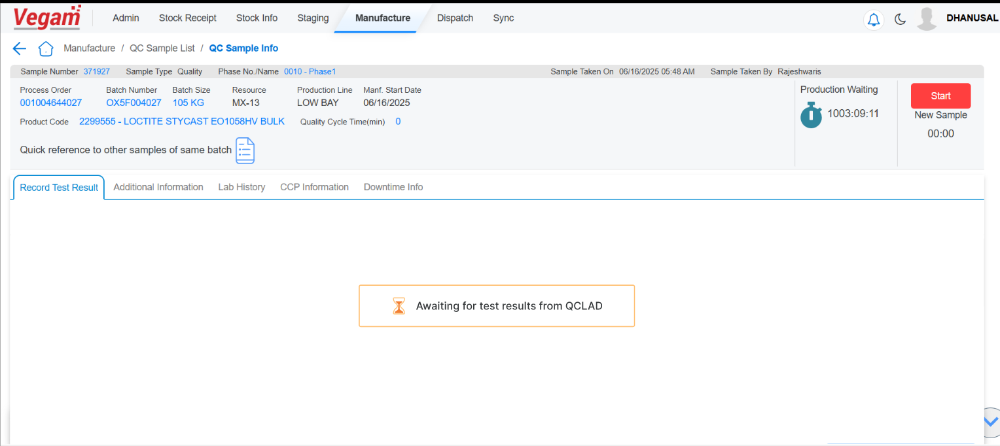 Vegam
Admin Stock Receipt Stock Info Staging Manufacture Dispatch Sync DHANUSAL
Manufacture / QC Sample List / QC Sample Info
Sample Number 371927 Sample Type Quality Phase No./Name 0010 - Phase1 Sample Taken On 06/16/2025 05:48 AM Sample Taken By Rajeshwaris
Process Order Batch Number Batch Size Resource Production Line Manf. Start Date Production Waiting Start
001004644027 OX5F004027 105 KG MX-13 LOW BAY 06/16/2025 1003:09:11 New Sample
Product Code 2299555 - LOCTITE STYCAST EO1058HV BULK Quality Cycle Time(min) 0 00:00
Quick reference to other samples of same batch
Record Test Result Additional Information Lab History CCP Information Downtime Info
Awaiting for test results from QCLAD